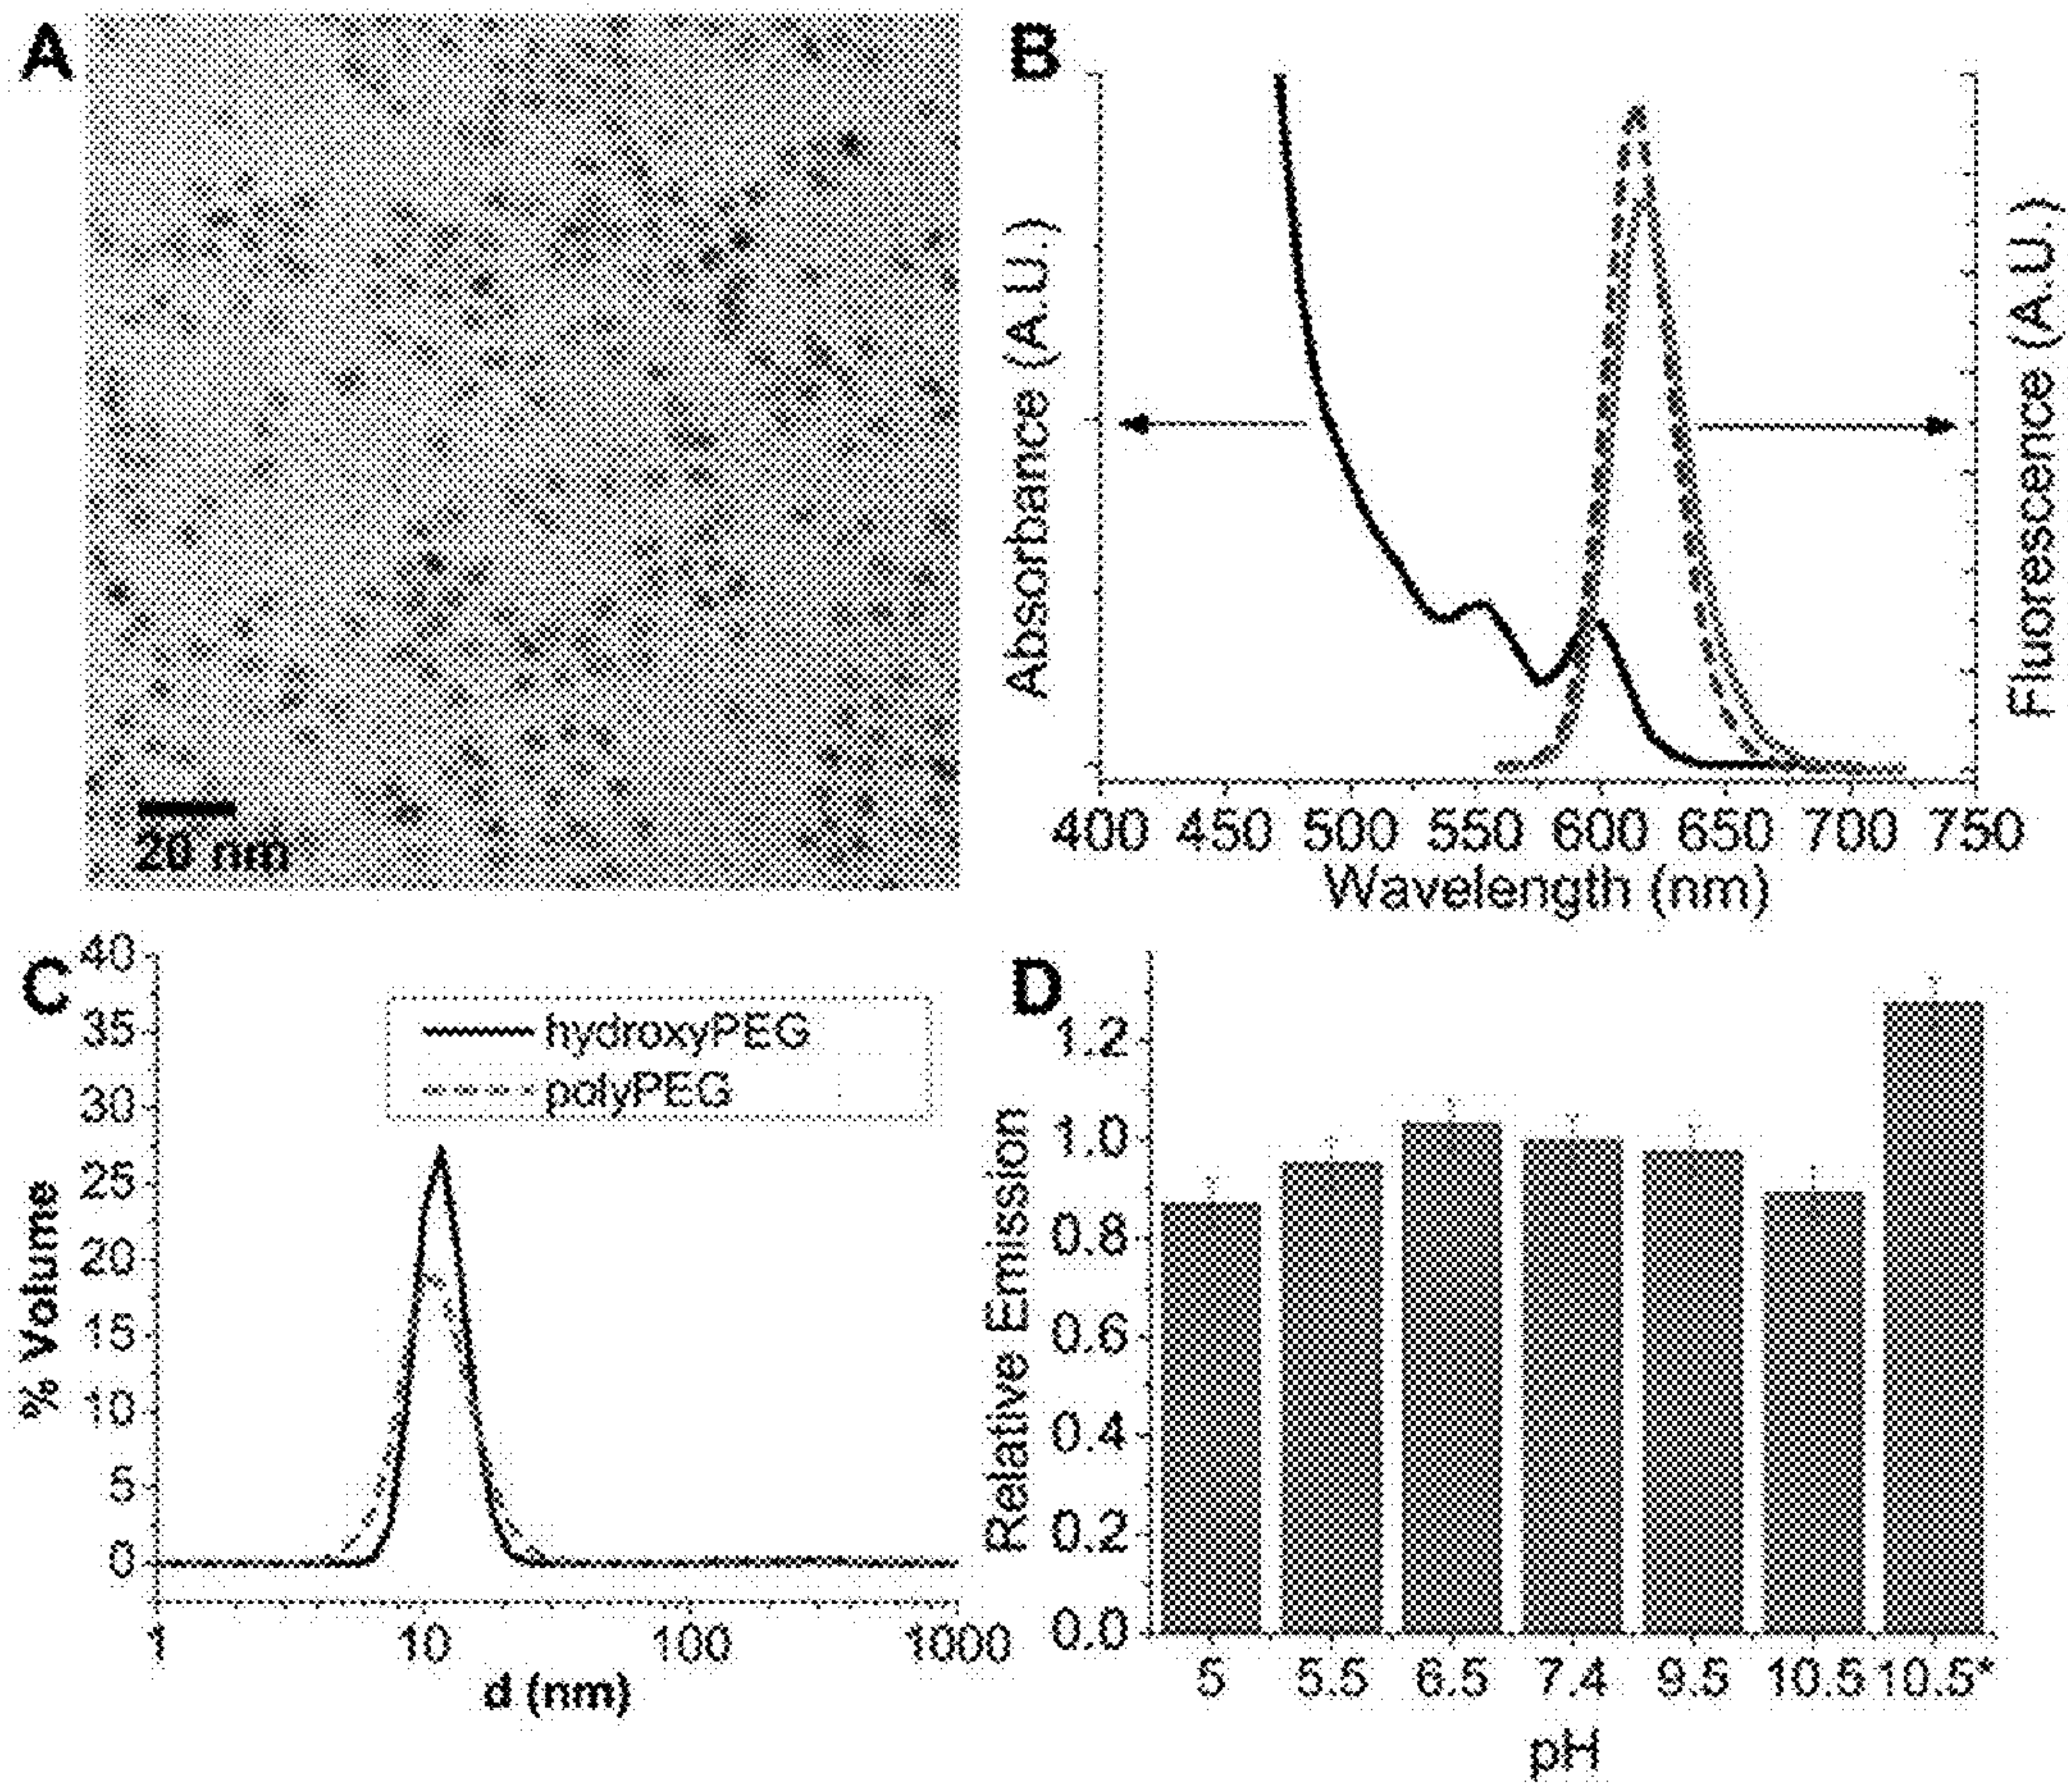 A
20 nm
B
Absorbance (A.U.)
Fluorescence (A.U.)
400 450 500 550 600 650 700 750
Wavelength (nm)
C
40
35
30
25
20
15
10
5
0
% Volume
hydroxyPEG
polyPEG
1 10 100 1000
d (nm)
D
1.2
1.0
0.8
0.6
0.4
0.2
0.0
Relative Emission
5 5.5 6.5 7.4 9.5 10.5 10.5*
pH